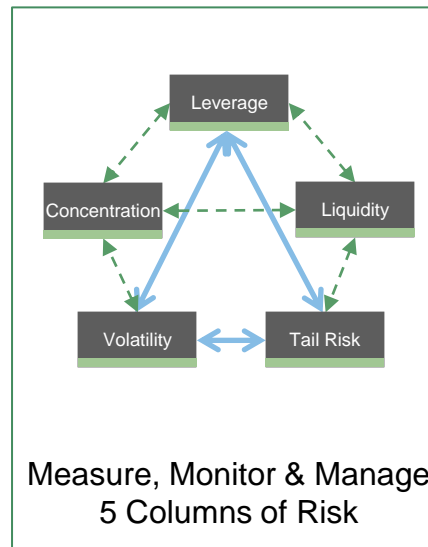 Leverage
Concentration
Liquidity
Volatility
Tail Risk
Measure, Monitor & Manage
5 Columns of Risk